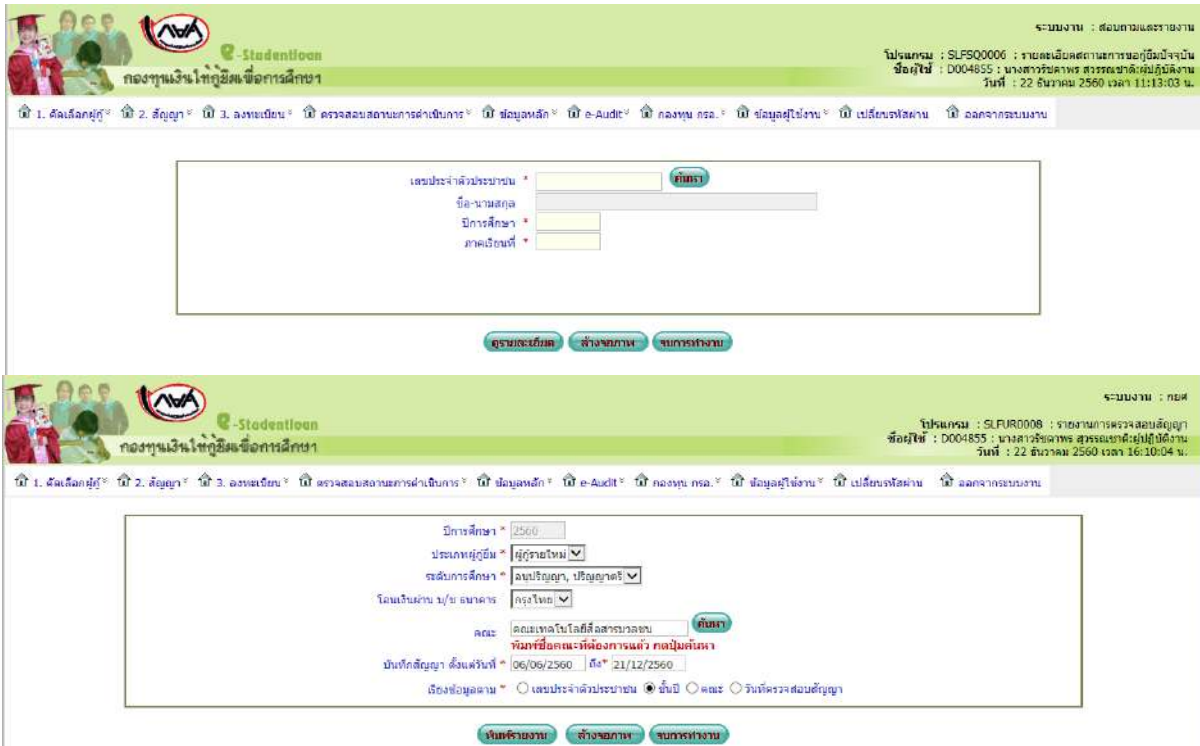 ระบบงาน : สอบถามและรายงาน
e-Studentloan
กองทุนเงินให้กู้ยืมเพื่อการศึกษา
โปรแกรม : SLFSQ0006 : รายละเอียดสถานะการขอกู้ยืมปัจจุบัน
ชื่อผู้ใช้ : D004855 : นางสาวรัชดาพร สุวรรณชาติ:ผู้ปฏิบัติงาน
วันที่ : 22 ธันวาคม 2560 เวลา 11:13:03 น.
1. คัดเลือกผู้กู้ 2. สัญญา 3. ลงทะเบียน ตรวจสอบสถานะการดำเนินการ ข้อมูลหลัก e-Audit กองทุน กรอ. ข้อมูลผู้ใช้งาน เปลี่ยนรหัสผ่าน ออกจากระบบงาน
เลขประจำตัวประชาชน * ค้นหา
ชื่อ-นามสกุล
ปีการศึกษา *
ภาคเรียนที่ *
ดูรายละเอียด ล้างจอภาพ จบการทำงาน
ระบบงาน : กยศ
e-Studentloan
กองทุนเงินให้กู้ยืมเพื่อการศึกษา
โปรแกรม : SLFUR0008 : รายงานการตรวจสอบสัญญา
ชื่อผู้ใช้ : D004855 : นางสาวรัชดาพร สุวรรณชาติ:ผู้ปฏิบัติงาน
วันที่ : 22 ธันวาคม 2560 เวลา 16:10:04 น.
1. คัดเลือกผู้กู้ 2. สัญญา 3. ลงทะเบียน ตรวจสอบสถานะการดำเนินการ ข้อมูลหลัก e-Audit กองทุน กรอ. ข้อมูลผู้ใช้งาน เปลี่ยนรหัสผ่าน ออกจากระบบงาน
ปีการศึกษา * 2560
ประเภทผู้กู้ยืม * ผู้กู้รายใหม่
ระดับการศึกษา * อนุปริญญา, ปริญญาตรี
โอนเงินผ่าน บ/ช ธนาคาร กรุงไทย
คณะ คณะเทคโนโลยีสื่อสารมวลชน ค้นหา
พิมพ์ชื่อคณะที่ต้องการแล้ว กดปุ่มค้นหา
บันทึกสัญญา ตั้งแต่วันที่ * 06/06/2560 ถึง* 21/12/2560
เรียงข้อมูลตาม * เลขประจำตัวประชาชน ชั้นปี คณะ วันที่ตรวจสอบสัญญา
พิมพ์รายงาน ล้างจอภาพ จบการทำงาน